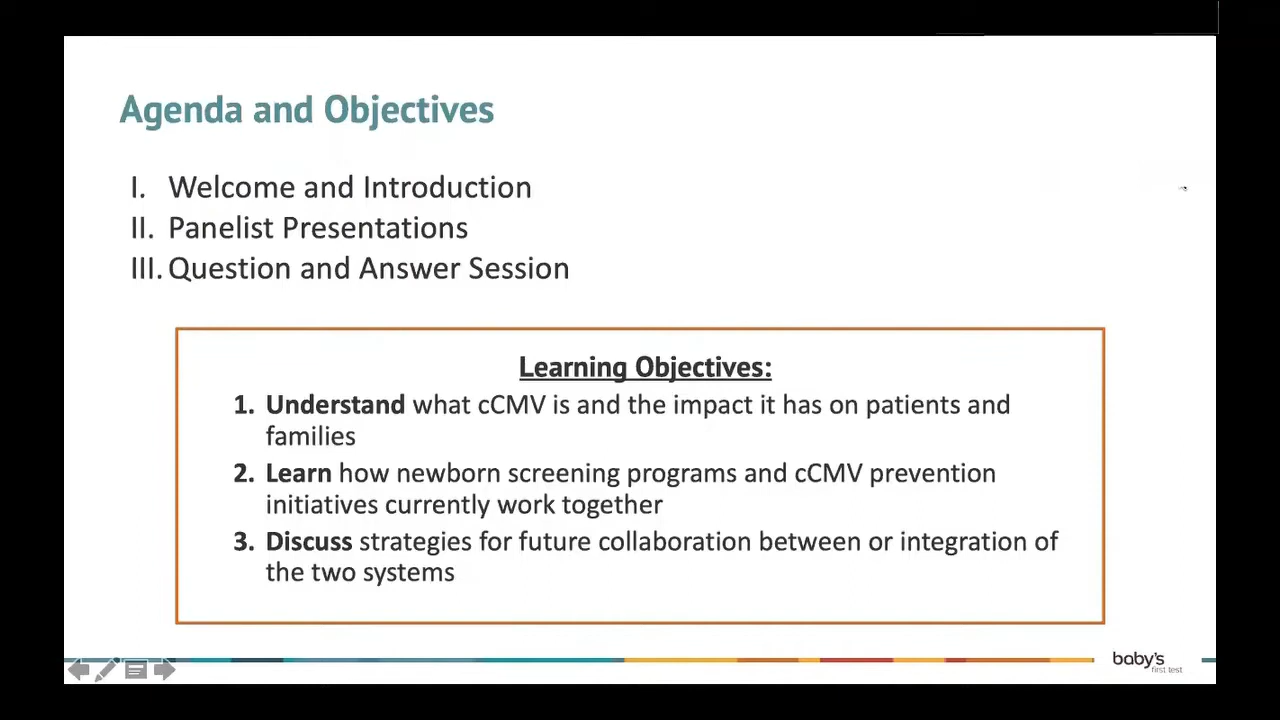 Agenda and Objectives
I. Welcome and Introduction
II. Panelist Presentations
III. Question and Answer Session
Learning Objectives:
1. Understand what cCMV is and the impact it has on patients and
families
2. Learn how newborn screening programs and cCMV prevention
initiatives currently work together
3. Discuss strategies for future collaboration between or integration of
the two systems
baby's
first test